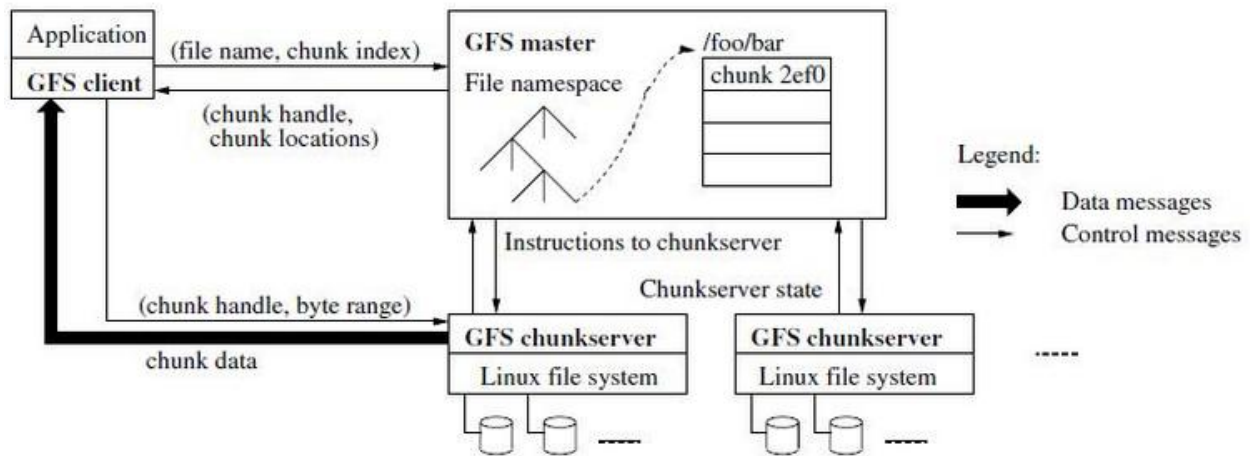 Application
GFS client
(file name, chunk index)
(chunk handle,
chunk locations)
GFS master
File namespace
/foo/bar
chunk 2ef0
Legend:
Data messages
Control messages
Instructions to chunkserver
Chunkserver state
(chunk handle, byte range)
chunk data
GFS chunkserver
Linux file system
GFS chunkserver
Linux file system